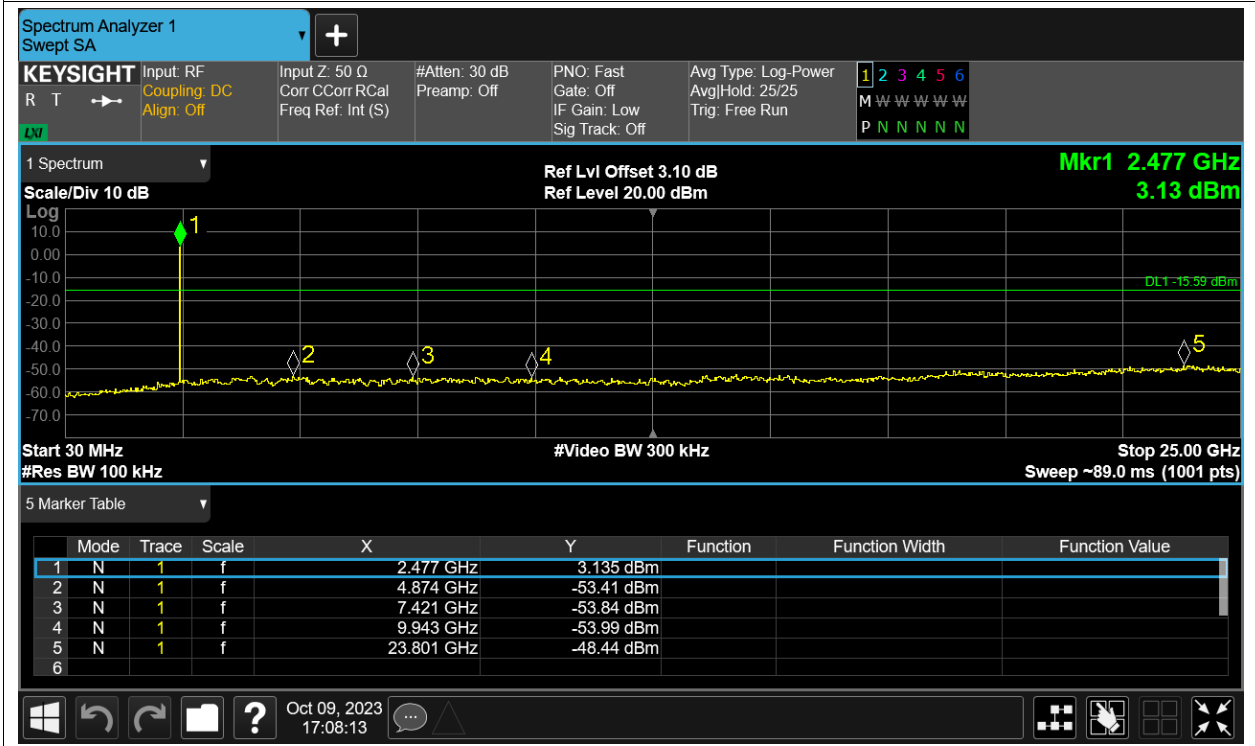 Spectrum Analyzer 1
Swept SA
+
KEYSIGHT
R T
LXI
Input: RF
Coupling: DC
Align: Off
Input Z: 50 Ω
Corr CCorr RCal
Freq Ref: Int (S)
#Atten: 30 dB
Preamp: Off
PNO: Fast
Gate: Off
IF Gain: Low
Sig Track: Off
Avg Type: Log-Power
Avg|Hold: 25/25
Trig: Free Run
1 2 3 4 5 6
M W W W W W
P N N N N N
1 Spectrum
Scale/Div 10 dB
Ref Lvl Offset 3.10 dB
Ref Level 20.00 dBm
Mkr1 2.477 GHz
3.13 dBm
Log
10.0
0.00
-10.0
-20.0
-30.0
-40.0
-50.0
-60.0
-70.0
1
2
3
4
5
DL1 -15.59 dBm
Start 30 MHz
#Video BW 300 kHz
Stop 25.00 GHz
#Res BW 100 kHz
Sweep ~89.0 ms (1001 pts)
5 Marker Table
Mode Trace Scale X Y Function Function Width Function Value
1 N 1 f 2.477 GHz 3.135 dBm
2 N 1 f 4.874 GHz -53.41 dBm
3 N 1 f 7.421 GHz -53.84 dBm
4 N 1 f 9.943 GHz -53.99 dBm
5 N 1 f 23.801 GHz -48.44 dBm
6
?
Oct 09, 2023
17:08:13